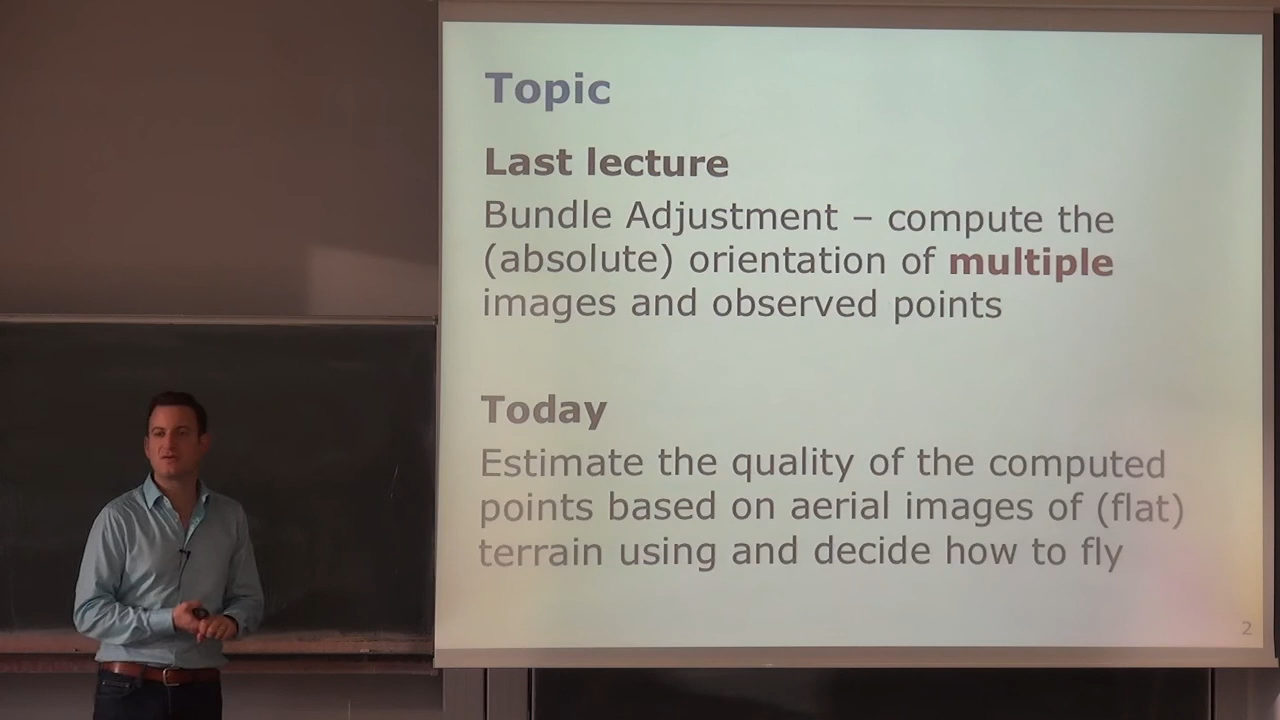 Topic
Last lecture
Bundle Adjustment – compute the
(absolute) orientation of multiple
images and observed points
Today
Estimate the quality of the computed
points based on aerial images of (flat)
terrain using and decide how to fly
2